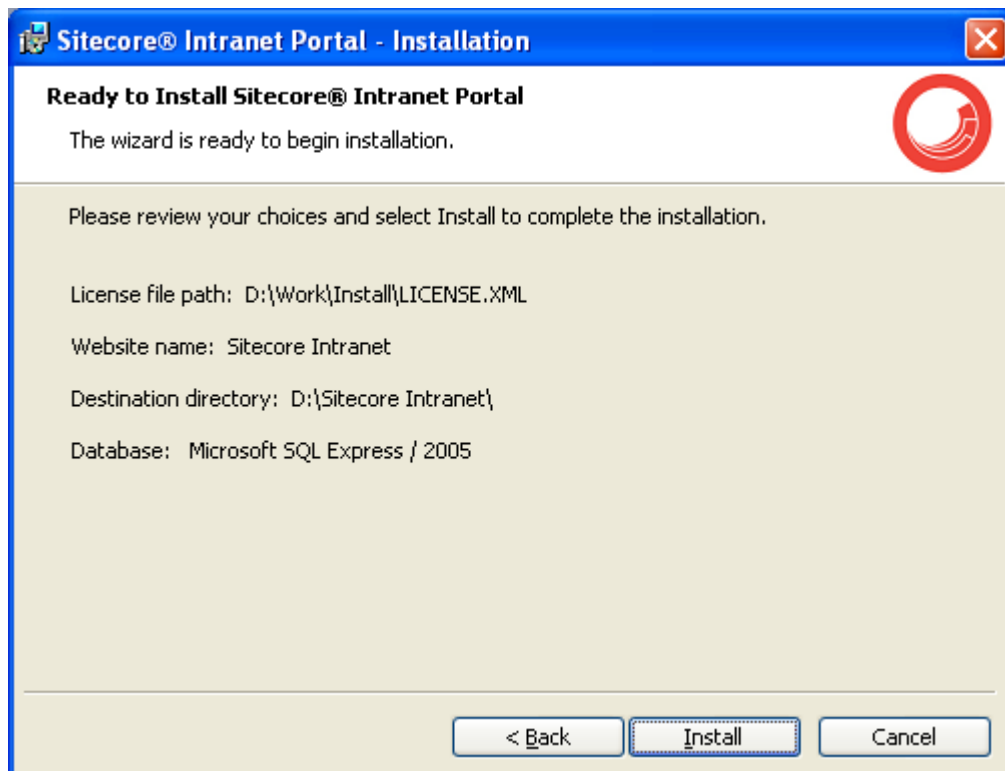 Sitecore® Intranet Portal - Installation
Ready to Install Sitecore® Intranet Portal
The wizard is ready to begin installation.
Please review your choices and select Install to complete the installation.
License file path: D:\Work\Install\LICENSE.XML
Website name: Sitecore Intranet
Destination directory: D:\Sitecore Intranet\
Database: Microsoft SQL Express / 2005
< Back Install Cancel